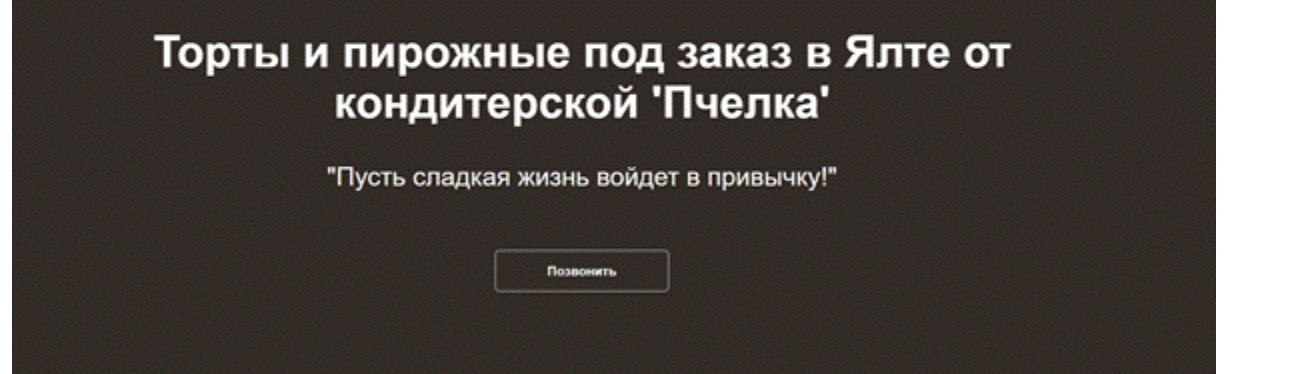 Торты и пирожные под заказ в Ялте от
кондитерской 'Пчелка'
"Пусть сладкая жизнь войдет в привычку!"
Позвонить